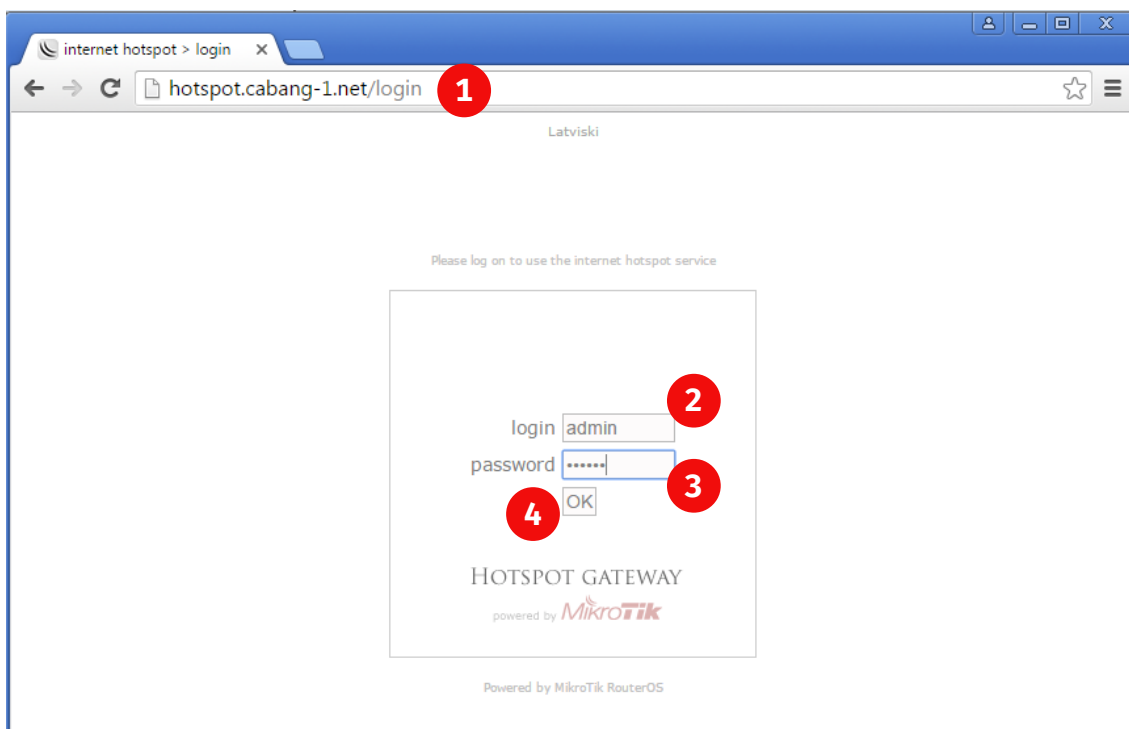 internet hotspot > login
hotspot.cabang-1.net/login
1
Latviski
Please log on to use the internet hotspot service
2
login admin
password ••••••
3
4
OK
HOTSPOT GATEWAY
powered by MikroTik
Powered by MikroTik RouterOS